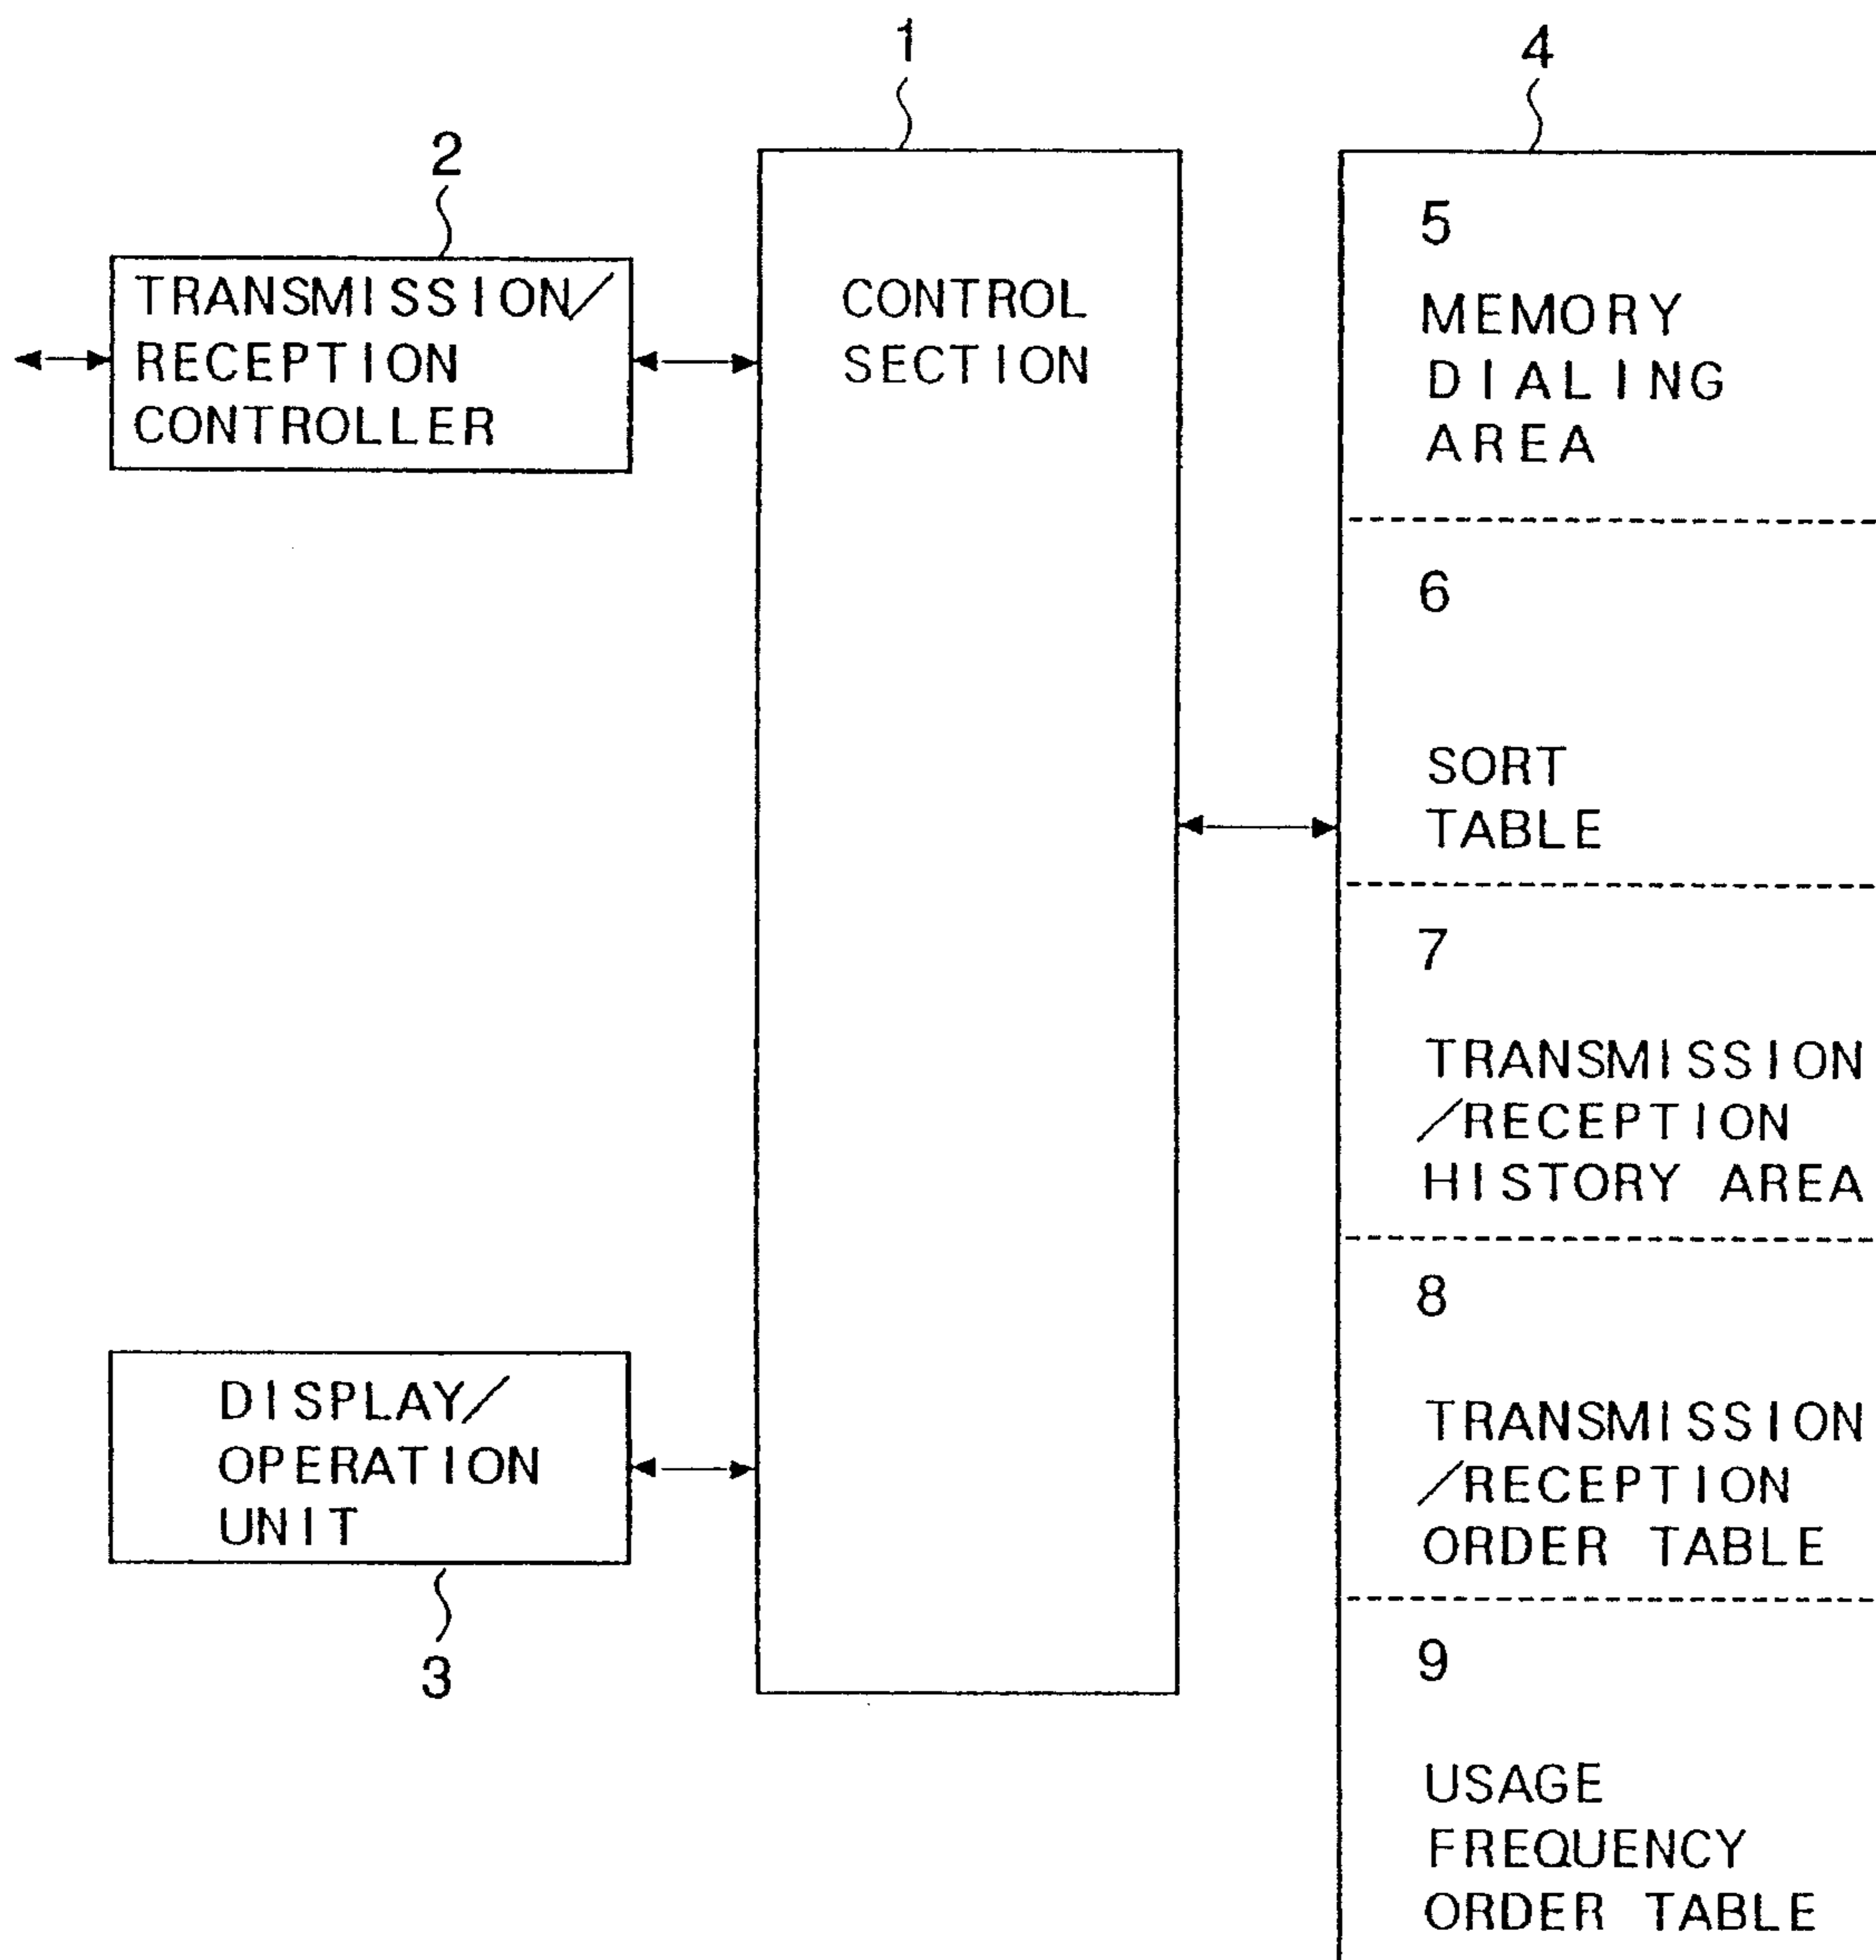 1
4
2
TRANSMISSION/
RECEPTION
CONTROLLER
CONTROL
SECTION
5
MEMORY
DIALING
AREA
6
SORT
TABLE
7
TRANSMISSION
/RECEPTION
HISTORY AREA
8
TRANSMISSION
/RECEPTION
ORDER TABLE
DISPLAY/
OPERATION
UNIT
3
9
USAGE
FREQUENCY
ORDER TABLE